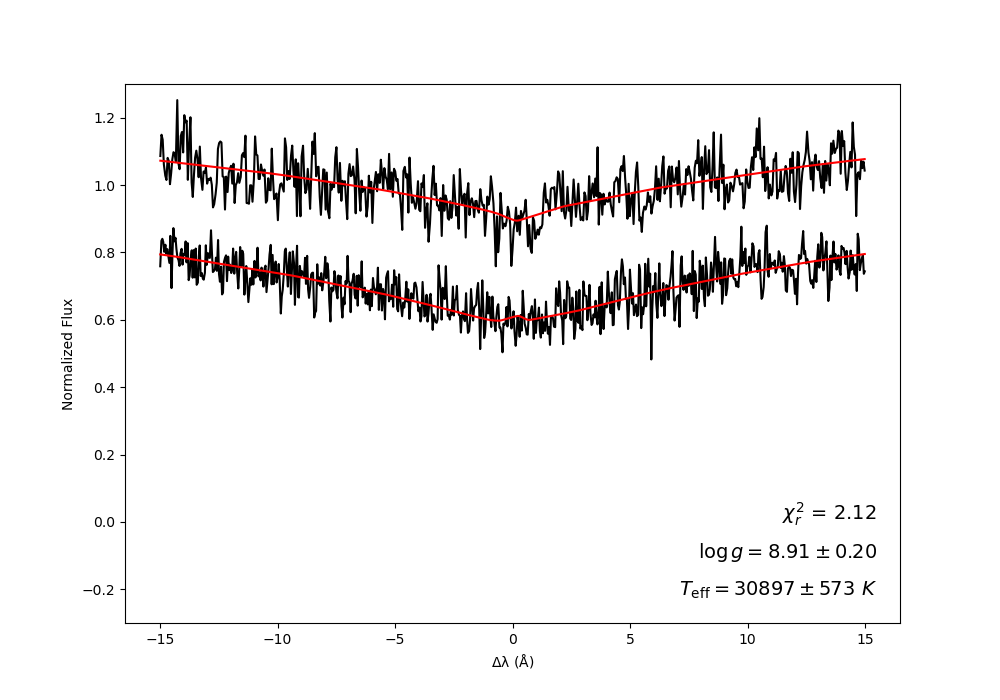 1.2
1.0
0.8
0.6
0.4
0.2
0.0
−0.2
Normalized Flux
χ²ᵣ = 2.12
log g = 8.91 ± 0.20
T_eff = 30897 ± 573 K
−15 −10 −5 0 5 10 15
Δλ (Å)